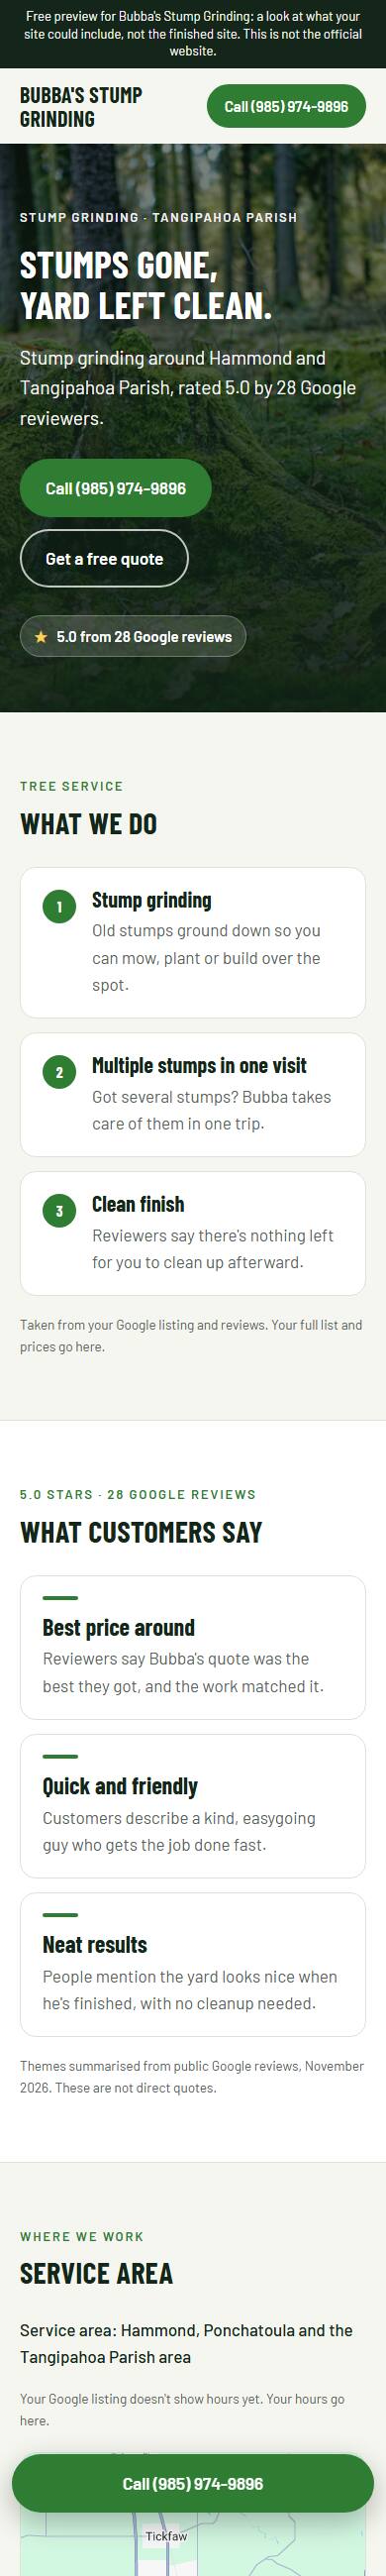 Free preview for Bubba's Stump Grinding: a look at what your
site could include, not the finished site. This is not the official
website.
BUBBA'S STUMP
GRINDING
Call (985) 974-9896
STUMP GRINDING · TANGIPAHOA PARISH
STUMPS GONE,
YARD LEFT CLEAN.
Stump grinding around Hammond and
Tangipahoa Parish, rated 5.0 by 28 Google
reviewers.
Call (985) 974-9896
Get a free quote
★ 5.0 from 28 Google reviews
TREE SERVICE
WHAT WE DO
1
Stump grinding
Old stumps ground down so you
can mow, plant or build over the
spot.
2
Multiple stumps in one visit
Got several stumps? Bubba takes
care of them in one trip.
3
Clean finish
Reviewers say there's nothing left
for you to clean up afterward.
Taken from your Google listing and reviews. Your full list and
prices go here.
5.0 STARS · 28 GOOGLE REVIEWS
WHAT CUSTOMERS SAY
Best price around
Reviewers say Bubba's quote was the
best they got, and the work matched it.
Quick and friendly
Customers describe a kind, easygoing
guy who gets the job done fast.
Neat results
People mention the yard looks nice when
he's finished, with no cleanup needed.
Themes summarised from public Google reviews, November
2026. These are not direct quotes.
WHERE WE WORK
SERVICE AREA
Service area: Hammond, Ponchatoula and the
Tangipahoa Parish area
Your Google listing doesn't show hours yet. Your hours go
here.
Call (985) 974-9896
Tickfaw